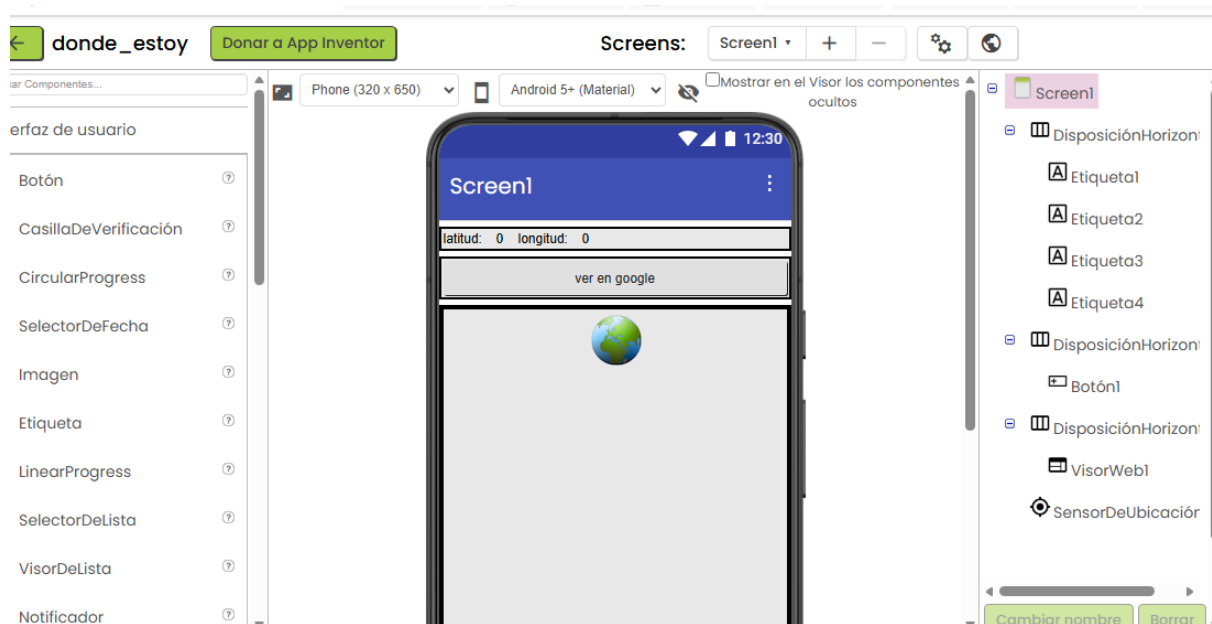 donde_estoy
Donar a App Inventor
Screens:
Screen1
ar Componentes...
Phone (320 x 650)
Android 5+ (Material)
Mostrar en el Visor los componentes
ocultos
erfaz de usuario
Botón
CasillaDeVerificación
CircularProgress
SelectorDeFecha
Imagen
Etiqueta
LinearProgress
SelectorDeLista
VisorDeLista
Notificador
12:30
Screen1
latitud: 0 longitud: 0
ver en google
Screen1
DisposiciónHorizont
Etiqueta1
Etiqueta2
Etiqueta3
Etiqueta4
DisposiciónHorizont
Botón1
DisposiciónHorizont
VisorWeb1
SensorDeUbicación
Cambiar nombre
Borrar